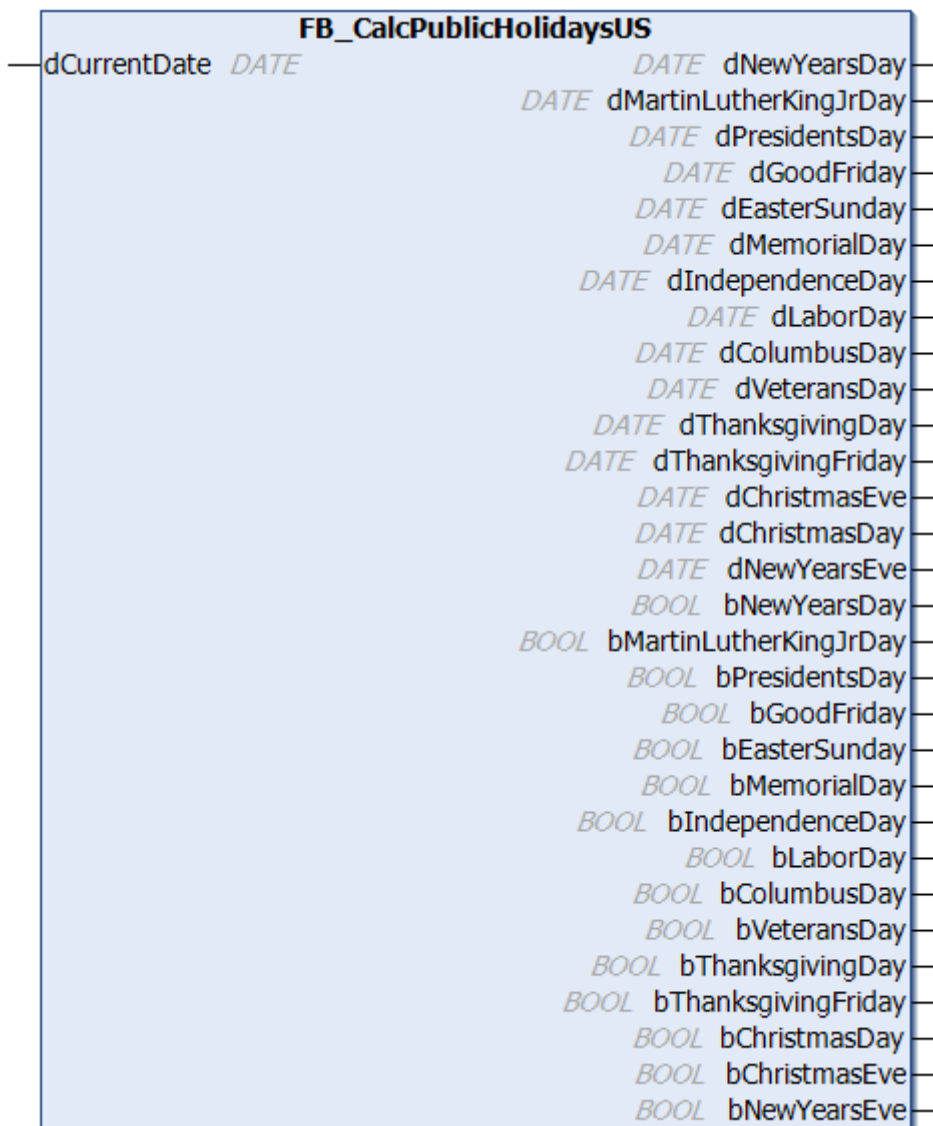 FB_CalcPublicHolidaysUS
dCurrentDate DATE DATE dNewYearsDay
DATE dMartinLutherKingJrDay
DATE dPresidentsDay
DATE dGoodFriday
DATE dEasterSunday
DATE dMemorialDay
DATE dIndependenceDay
DATE dLaborDay
DATE dColumbusDay
DATE dVeteransDay
DATE dThanksgivingDay
DATE dThanksgivingFriday
DATE dChristmasEve
DATE dChristmasDay
DATE dNewYearsEve
BOOL bNewYearsDay
BOOL bMartinLutherKingJrDay
BOOL bPresidentsDay
BOOL bGoodFriday
BOOL bEasterSunday
BOOL bMemorialDay
BOOL bIndependenceDay
BOOL bLaborDay
BOOL bColumbusDay
BOOL bVeteransDay
BOOL bThanksgivingDay
BOOL bThanksgivingFriday
BOOL bChristmasDay
BOOL bChristmasEve
BOOL bNewYearsEve